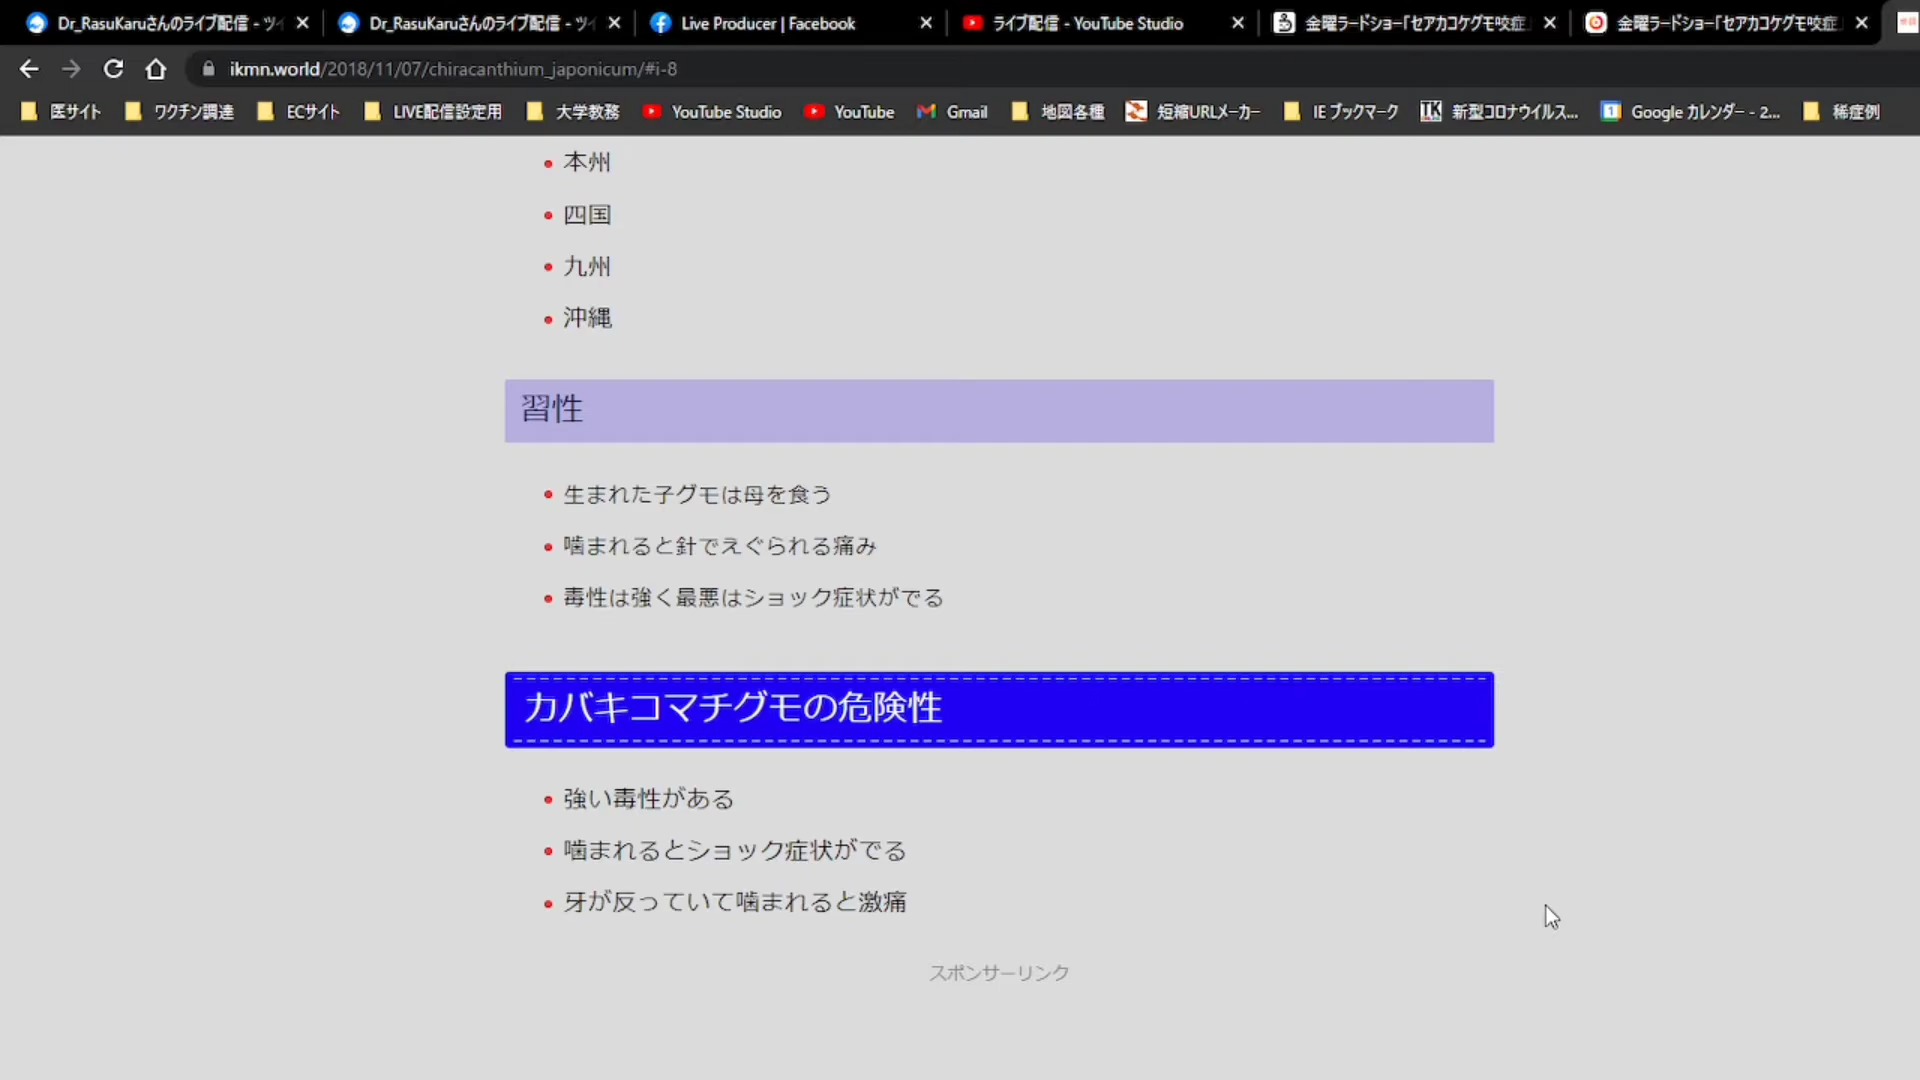 Dr_RasuKaruさんのライブ配信 - ツイ
Dr_RasuKaruさんのライブ配信 - ツイ
Live Producer | Facebook
ライブ配信 - YouTube Studio
金曜ラードショー「セアカコケグモ咬症」
金曜ラードショー「セアカコケグモ咬症」
ikmn.world/2018/11/07/chiracanthium_japonicum/#i-8
医サイト
ワクチン調達
ECサイト
LIVE配信設定用
大学教務
YouTube Studio
YouTube
Gmail
地図各種
短縮URLメーカー
IE ブックマーク
新型コロナウイルス...
Google カレンダー - 2...
稀症例
本州
四国
九州
沖縄
習性
生まれた子グモは母を食う
噛まれると針でえぐられる痛み
毒性は強く最悪はショック症状がでる
カバキコマチグモの危険性
強い毒性がある
噛まれるとショック症状がでる
牙が反っていて噛まれると激痛
スポンサーリンク